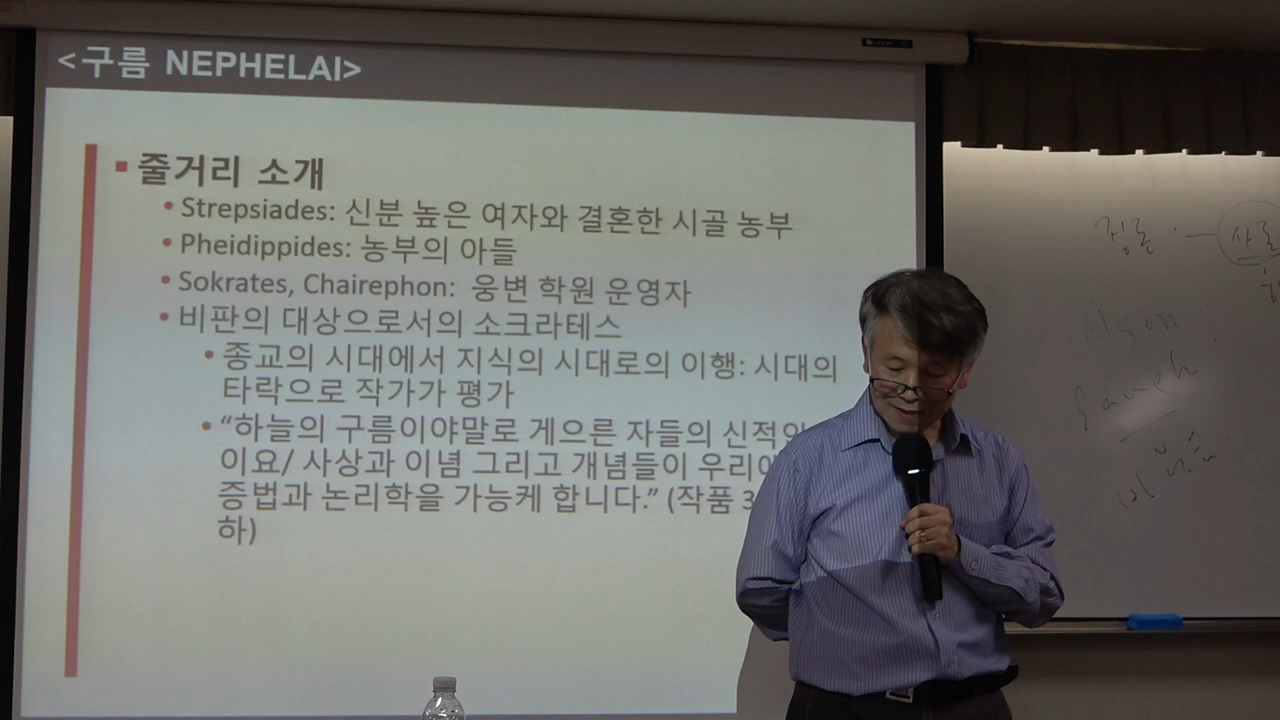 <구름 NEPHELAI>
▪ 줄거리 소개
• Strepsiades: 신분 높은 여자와 결혼한 시골 농부
• Pheidippides: 농부의 아들
• Sokrates, Chairephon: 웅변 학원 운영자
• 비판의 대상으로서의 소크라테스
• 종교의 시대에서 지식의 시대로의 이행: 시대의
타락으로 작가가 평가
• “하늘의 구름이야말로 게으른 자들의 신적인
이요/ 사상과 이념 그리고 개념들이 우리에
증법과 논리학을 가능케 합니다.” (작품 3
하)
laugh